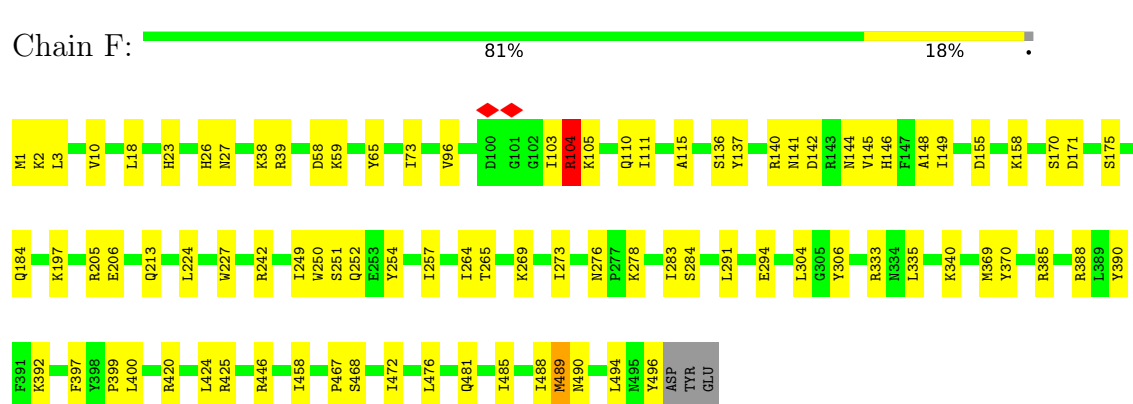 Chain F:
81% 18% •
M1 K2 L3 V10 L18 H23 H26 N27 K38 R39 D58 K59 Y65 I73 V96 D100 G101 G102 I103 R104 K105 Q110 I111 A115 S136 Y137 R140 N141 D142 R143 N144 V145 H146 F147 A148 I149 D155 K158 S170 D171 S175
Q184 K197 R205 E206 Q213 L224 W227 R242 I249 W250 S251 Q252 E253 Y254 I257 I264 T265 K269 I273 N276 P277 K278 I283 S284 L291 E294 L304 G305 Y306 R333 N334 L335 K340 M369 Y370 R385 R388 L389 Y390
F391 K392 F397 Y398 P399 L400 R420 L424 R425 R446 I458 P467 S468 I472 L476 Q481 I485 I488 M489 N490 L494 N495 Y496 ASP TYR GLU